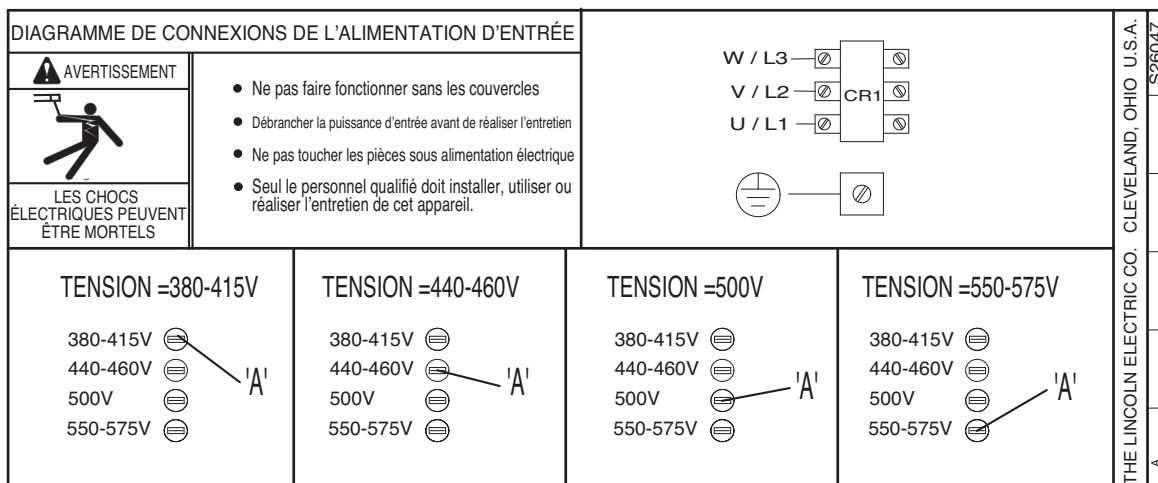 DIAGRAMME DE CONNEXIONS DE L'ALIMENTATION D'ENTRÉE
AVERTISSEMENT
LES CHOCS
ÉLECTRIQUES PEUVENT
ÊTRE MORTELS
● Ne pas faire fonctionner sans les couvercles
● Débrancher la puissance d'entrée avant de réaliser l'entretien
● Ne pas toucher les pièces sous alimentation électrique
● Seul le personnel qualifié doit installer, utiliser ou
réaliser l'entretien de cet appareil.
W / L3
V / L2
U / L1
CR1
TENSION =380-415V
380-415V
440-460V
500V
550-575V
'A'
TENSION =440-460V
380-415V
440-460V
500V
550-575V
'A'
TENSION =500V
380-415V
440-460V
500V
550-575V
'A'
TENSION =550-575V
380-415V
440-460V
500V
550-575V
'A'
THE LINCOLN ELECTRIC CO. CLEVELAND, OHIO U.S.A.
S26047
A